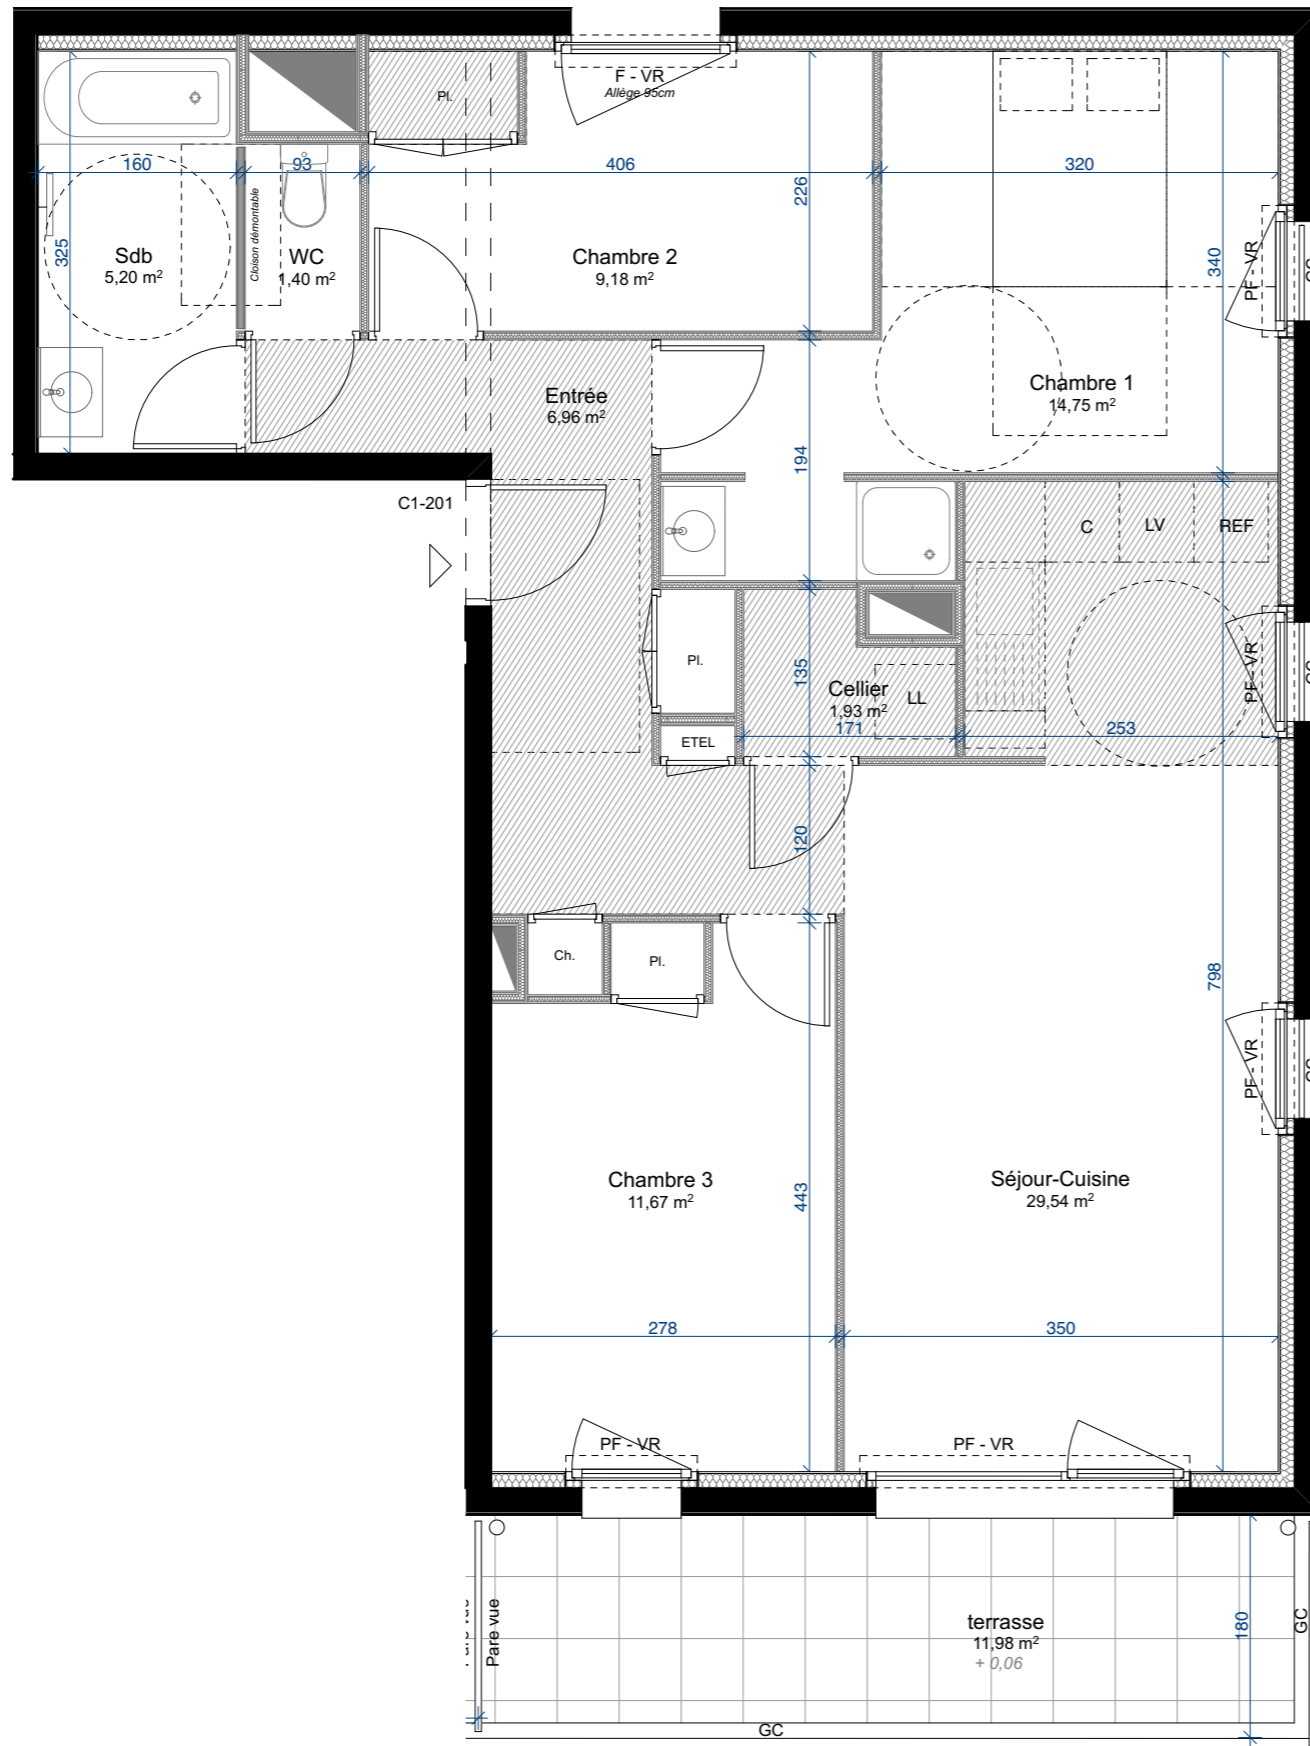 Pl.
F - VR
Allège 95cm
160
93
406
320
226
325
Cloison démontable
340
PF - VR
Sdb
5,20 m²
WC
1,40 m²
Chambre 2
9,18 m²
Chambre 1
14,75 m²
Entrée
6,96 m²
194
C1-201
C
LV
REF
Pl.
135
Cellier
1,93 m²
LL
PF - VR
171
253
ETEL
120
Ch.
Pl.
798
PF - VR
Chambre 3
11,67 m²
443
Séjour-Cuisine
29,54 m²
278
350
PF - VR
PF - VR
Pare vue
terrasse
11,98 m²
+ 0,06
180
GC
GC